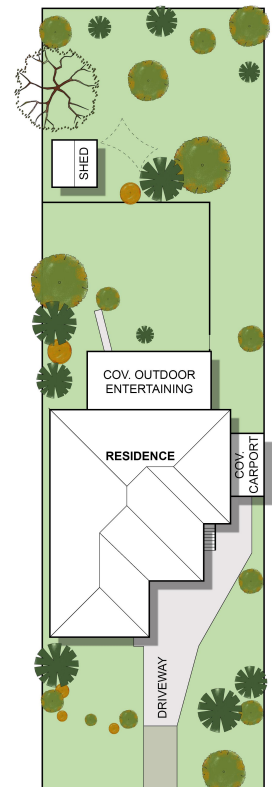 SHED
COV. OUTDOOR
ENTERTAINING
RESIDENCE
COV.
CARPORT
DRIVEWAY